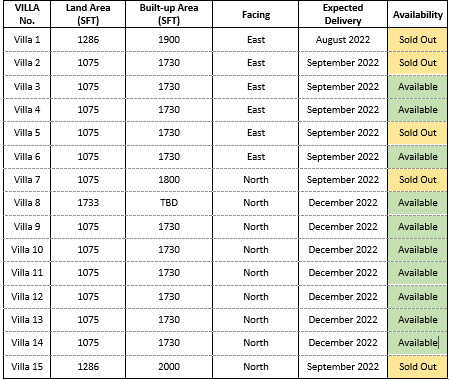 VILLA No. Land Area (SFT) Built-up Area (SFT) Facing Expected Delivery Availability
Villa 1 1286 1900 East August 2022 Sold Out
Villa 2 1075 1730 East September 2022 Sold Out
Villa 3 1075 1730 East September 2022 Available
Villa 4 1075 1730 East September 2022 Available
Villa 5 1075 1730 East September 2022 Sold Out
Villa 6 1075 1730 East September 2022 Available
Villa 7 1075 1800 North September 2022 Sold Out
Villa 8 1733 TBD North December 2022 Available
Villa 9 1075 1730 North December 2022 Available
Villa 10 1075 1730 North December 2022 Available
Villa 11 1075 1730 North December 2022 Available
Villa 12 1075 1730 North December 2022 Available
Villa 13 1075 1730 North December 2022 Available
Villa 14 1075 1730 North December 2022 Available
Villa 15 1286 2000 North September 2022 Sold Out